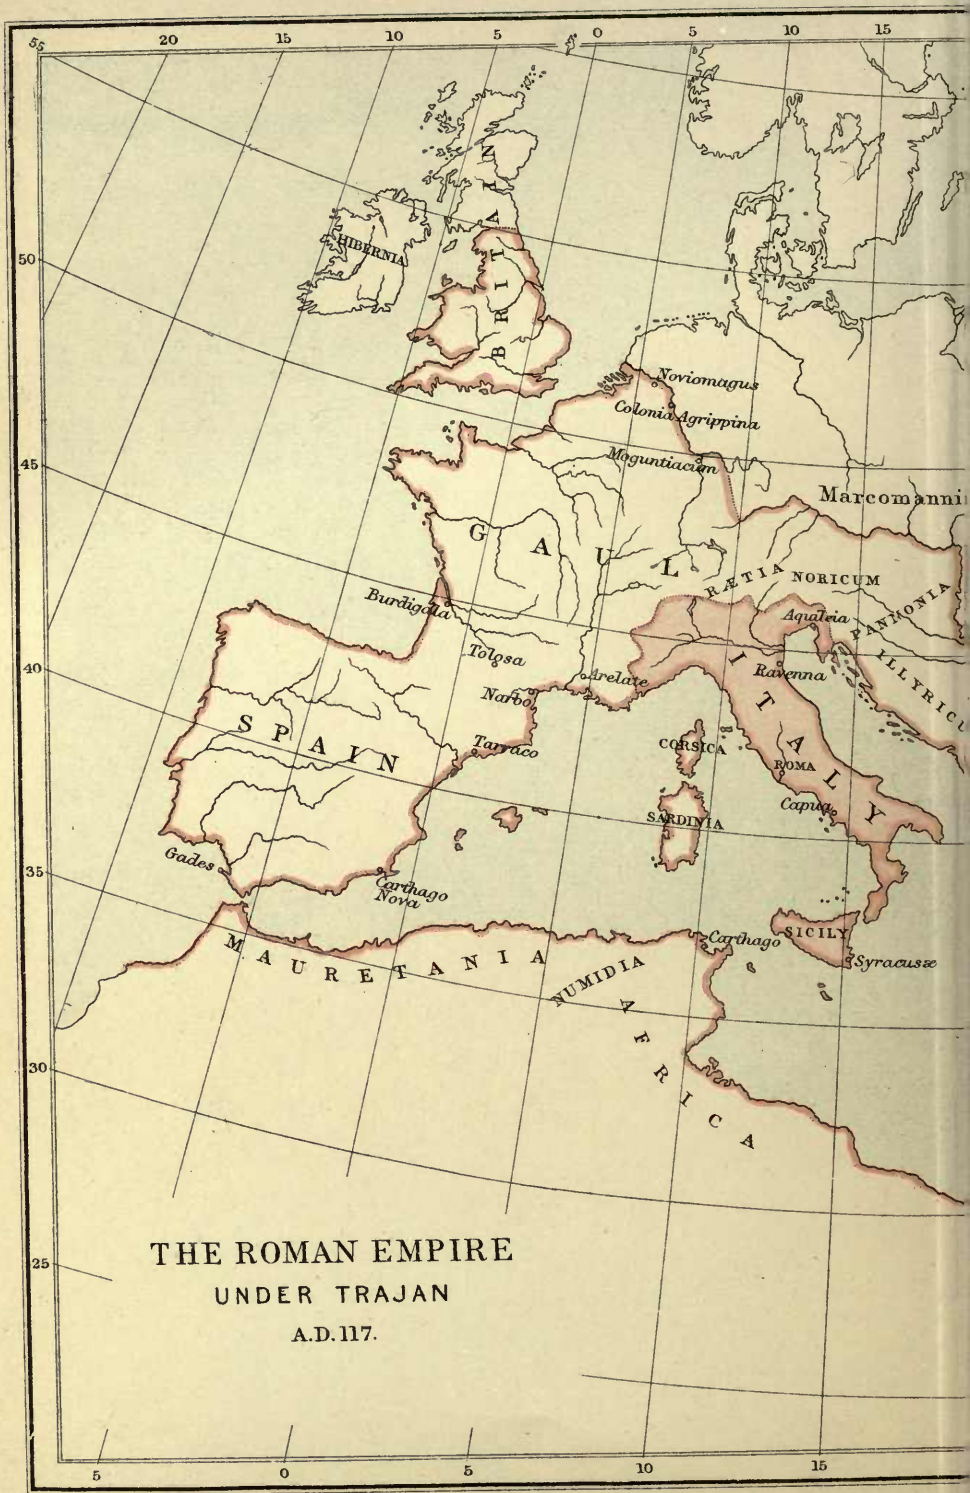 55 20 15 10 5 0 5 10 15
50
45
40
35
30
25
5 0 5 10 15
HIBERNIA
BRITAIN
Noviomagus
Colonia Agrippina
Moguntiacum
Marcomanni
GAUL
RÆTIA
NORICUM
PANNONIA
ILLYRICU
Burdigala
Aquileia
Tolosa
Ravenna
Narbo
Arelate
ITALY
SPAIN
Tarraco
CORSICA
ROMA
SARDINIA
Capua
Gades
Carthago
Nova
MAURETANIA
NUMIDIA
Carthago
SICILY
Syracusæ
AFRICA
THE ROMAN EMPIRE
UNDER TRAJAN
A.D. 117.